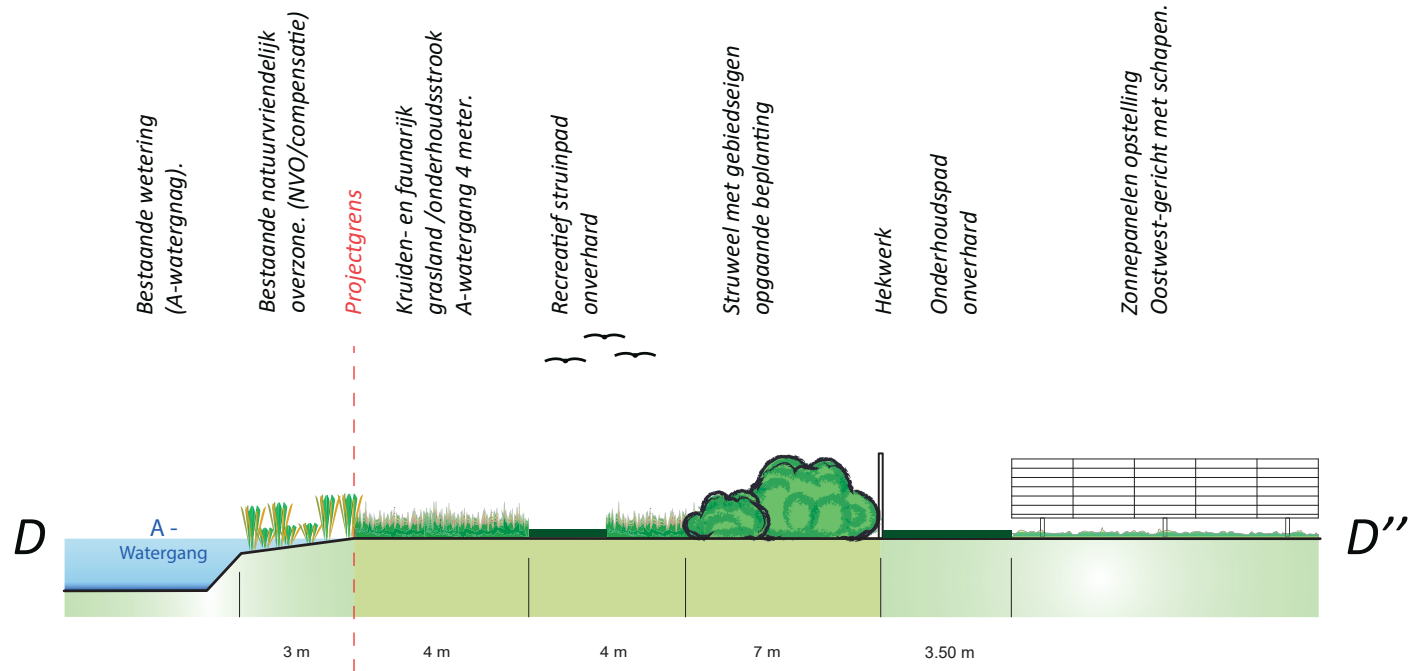 Bestaande wetering
(A-watergnag).
Bestaande natuurvriendelijk
overzone. (NVO/compensatie)
Projectgrens
Kruiden- en faunarijk
grasland /onderhoudsstrook
A-watergang 4 meter.
Recreatief struinpad
onverhard
Struweel met gebiedseigen
opgaande beplanting
Hekwerk
Onderhoudspad
onverhard
Zonnepanelen opstelling
Oostwest-gericht met schapen.
D
A -
Watergang
D’’
3 m
4 m
4 m
7 m
3.50 m